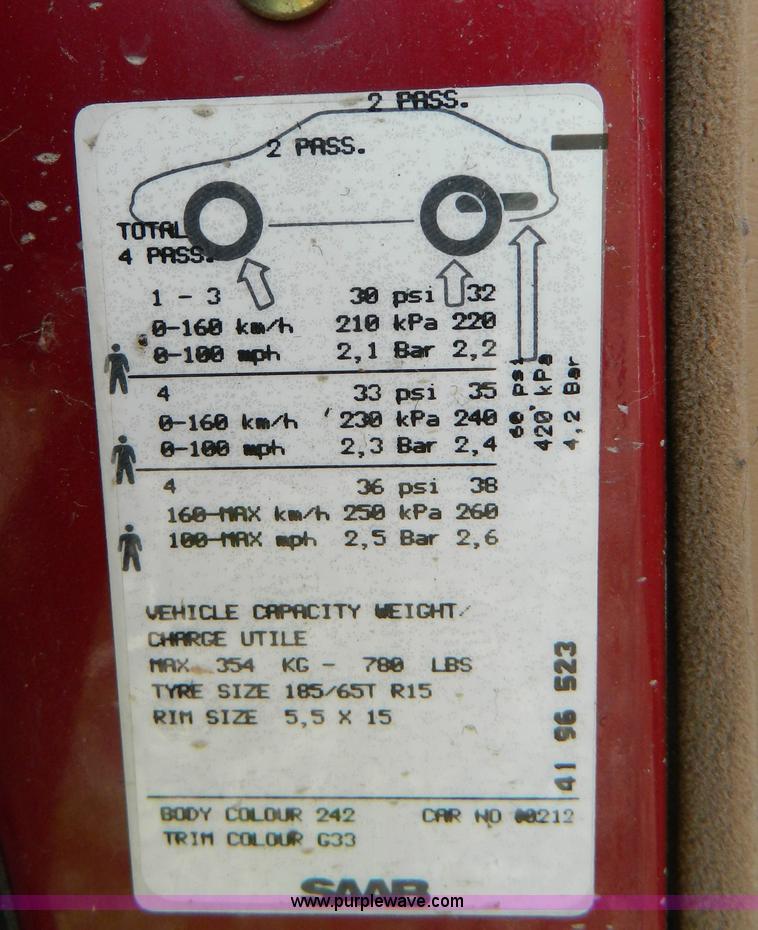 2 PASS.
2 PASS.
TOTAL
4 PASS.
1 - 3 30 psi 32
0-160 km/h 210 kPa 220
0-100 mph 2,1 Bar 2,2
4 33 psi 35
0-160 km/h 230 kPa 240
0-100 mph 2,3 Bar 2,4
4 36 psi 38
160-MAX km/h 250 kPa 260
100-MAX mph 2,5 Bar 2,6
60 psi
420 kPa
4,2 Bar
VEHICLE CAPACITY WEIGHT/
CHARGE UTILE
MAX 354 KG - 780 LBS
TYRE SIZE 185/65T R15
RIM SIZE 5,5 X 15
41 96 523
BODY COLOUR 242 CAR NO 00212
TRIM COLOUR G33
SAAB
www.purplewave.com